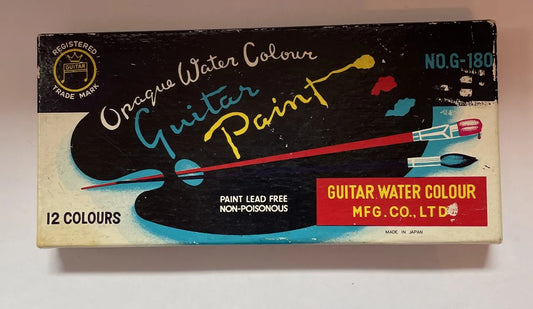 REGISTERED
GUITAR
TRADE MARK
Opaque Water Colour
Guitar
Paint
NO.G-180
12 COLOURS
PAINT LEAD FREE
NON-POISONOUS
GUITAR WATER COLOUR
MFG.CO.,LTD
MADE IN JAPAN